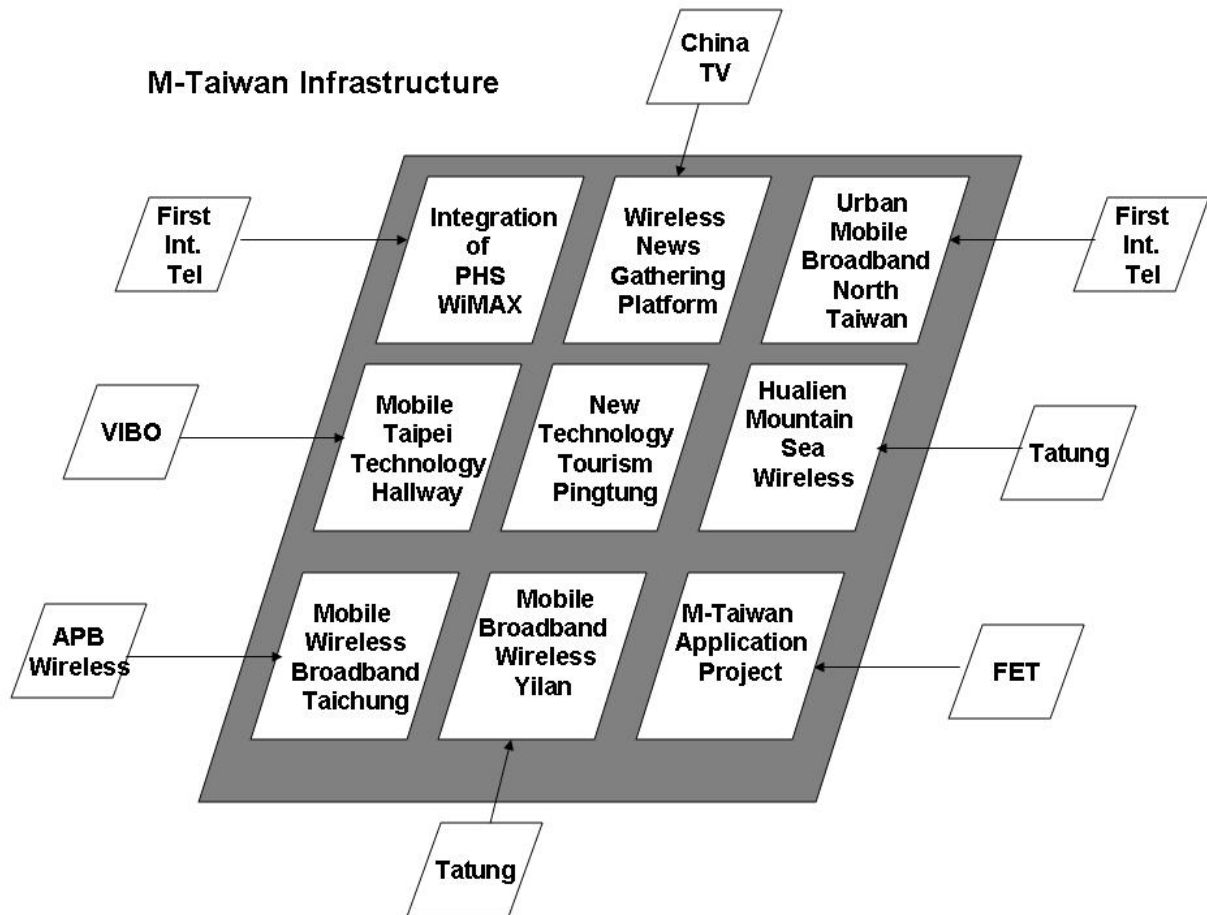 China
TV
M-Taiwan Infrastructure
First
Int.
Tel
Integration
of
PHS
WiMAX
Wireless
News
Gathering
Platform
Urban
Mobile
Broadband
North
Taiwan
First
Int.
Tel
VIBO
Mobile
Taipei
Technology
Hallway
New
Technology
Tourism
Pingtung
Hualien
Mountain
Sea
Wireless
Tatung
APB
Wireless
Mobile
Wireless
Broadband
Taichung
Mobile
Broadband
Wireless
Yilan
M-Taiwan
Application
Project
FET
Tatung